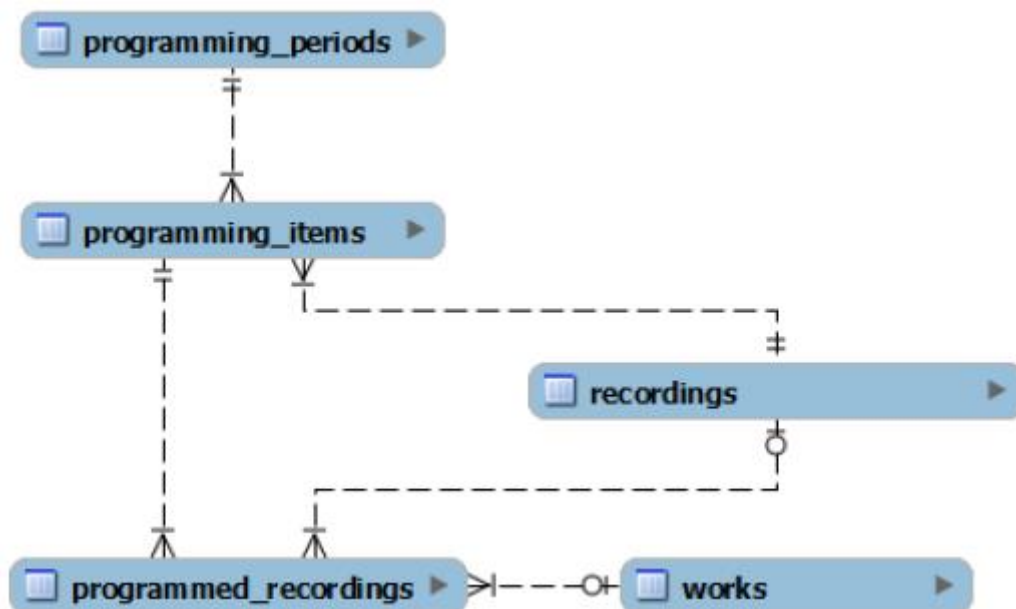 programming_periods
programming_items
recordings
programmed_recordings
works